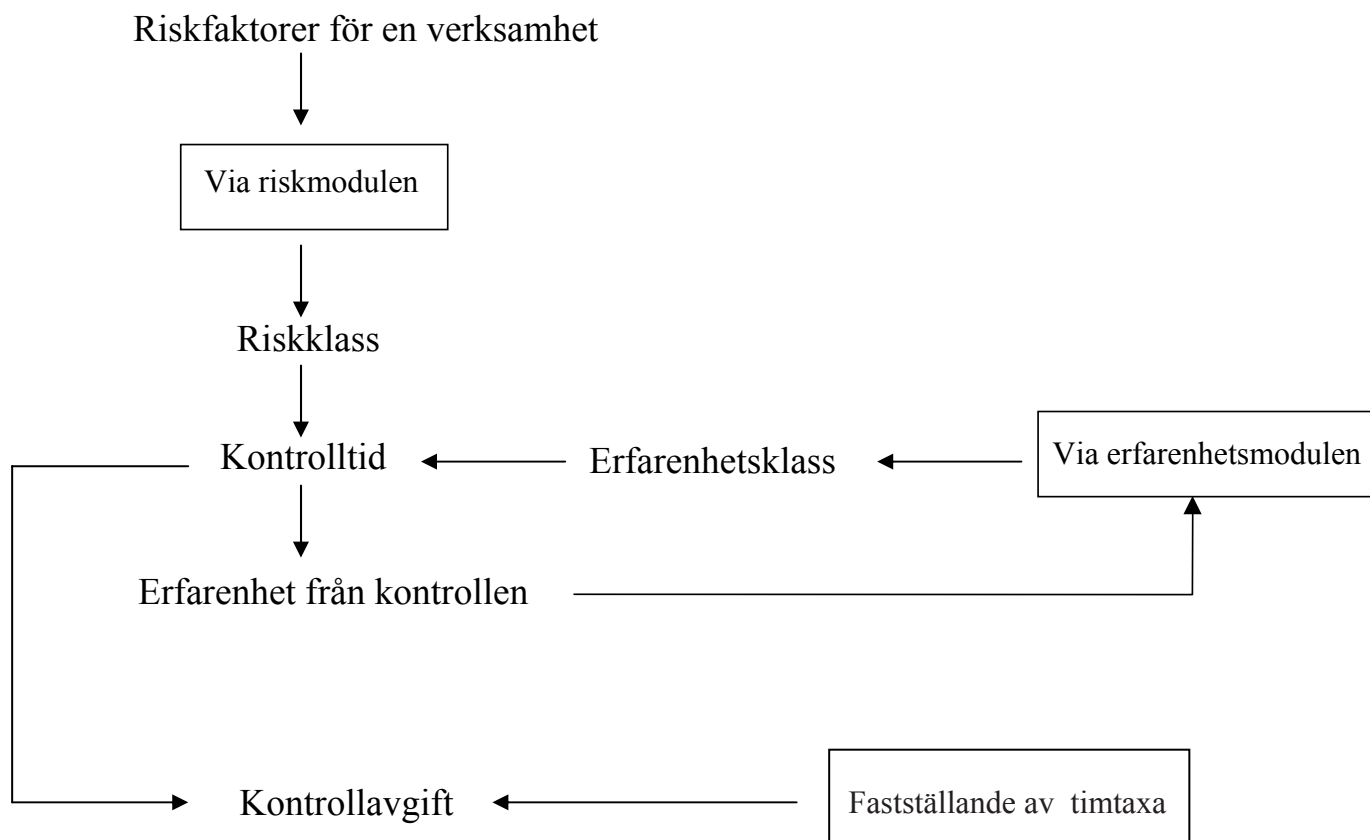 Riskfaktorer för en verksamhet
Via riskmodulen
Riskklass
Kontrolltid
Erfarenhetsklass
Via erfarenhetsmodulen
Erfarenhet från kontrollen
Kontrollavgift
Fastställande av timtaxa